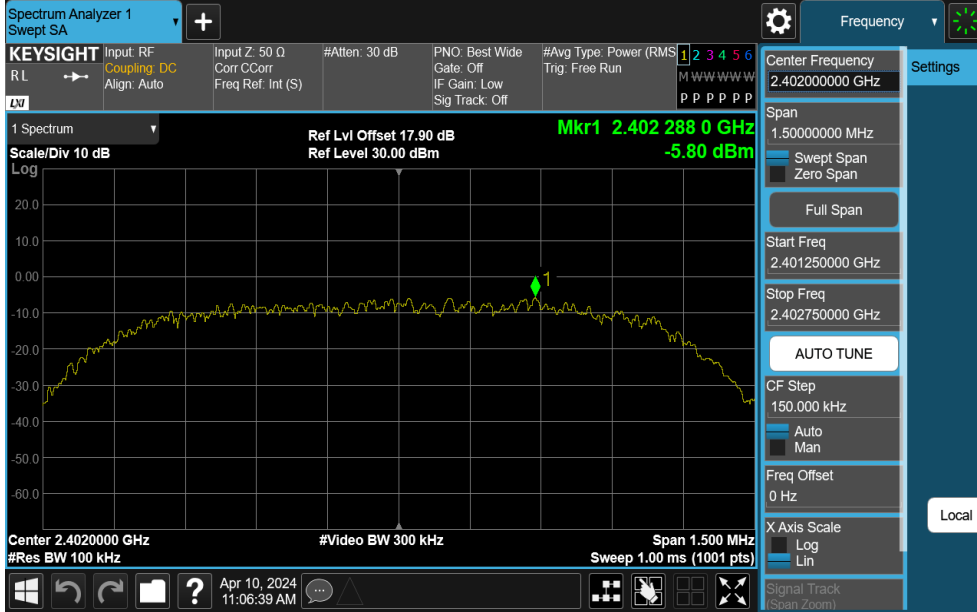 Spectrum Analyzer 1
Swept SA
▼
+
Frequency ▼
KEYSIGHT
R L
LXI
Input: RF
Coupling: DC
Align: Auto
Input Z: 50 Ω
Corr CCorr
Freq Ref: Int (S)
#Atten: 30 dB
PNO: Best Wide
Gate: Off
IF Gain: Low
Sig Track: Off
#Avg Type: Power (RMS
Trig: Free Run
1 2 3 4 5 6
M W W W W W
P P P P P P
1 Spectrum ▼
Scale/Div 10 dB
Log
Ref Lvl Offset 17.90 dB
Ref Level 30.00 dBm
Mkr1 2.402 288 0 GHz
-5.80 dBm
20.0
10.0
0.00
-10.0
-20.0
-30.0
-40.0
-50.0
-60.0
1
Center 2.4020000 GHz
#Res BW 100 kHz
#Video BW 300 kHz
Span 1.500 MHz
Sweep 1.00 ms (1001 pts)
?
Apr 10, 2024
11:06:39 AM
Center Frequency
2.402000000 GHz
Span
1.50000000 MHz
Swept Span
Zero Span
Full Span
Start Freq
2.401250000 GHz
Stop Freq
2.402750000 GHz
AUTO TUNE
CF Step
150.000 kHz
Auto
Man
Freq Offset
0 Hz
X Axis Scale
Log
Lin
Signal Track
(Span Zoom)
Settings
Local